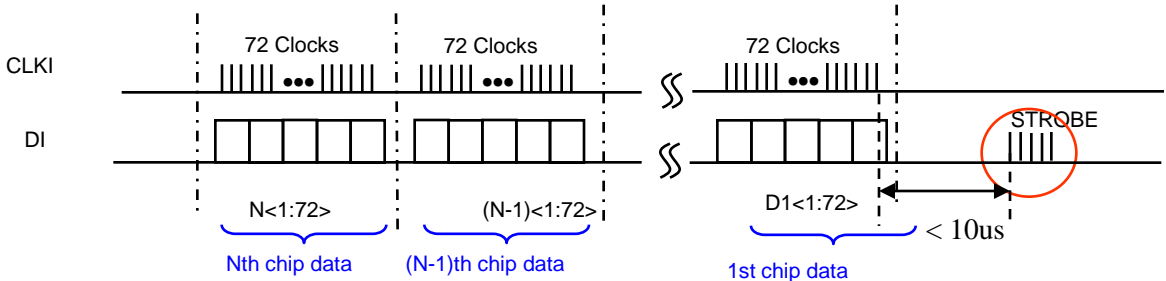 72 Clocks 72 Clocks 72 Clocks
CLKI
STROBE
DI
N<1:72> (N-1)<1:72> D1<1:72>
< 10us
Nth chip data (N-1)th chip data 1st chip data